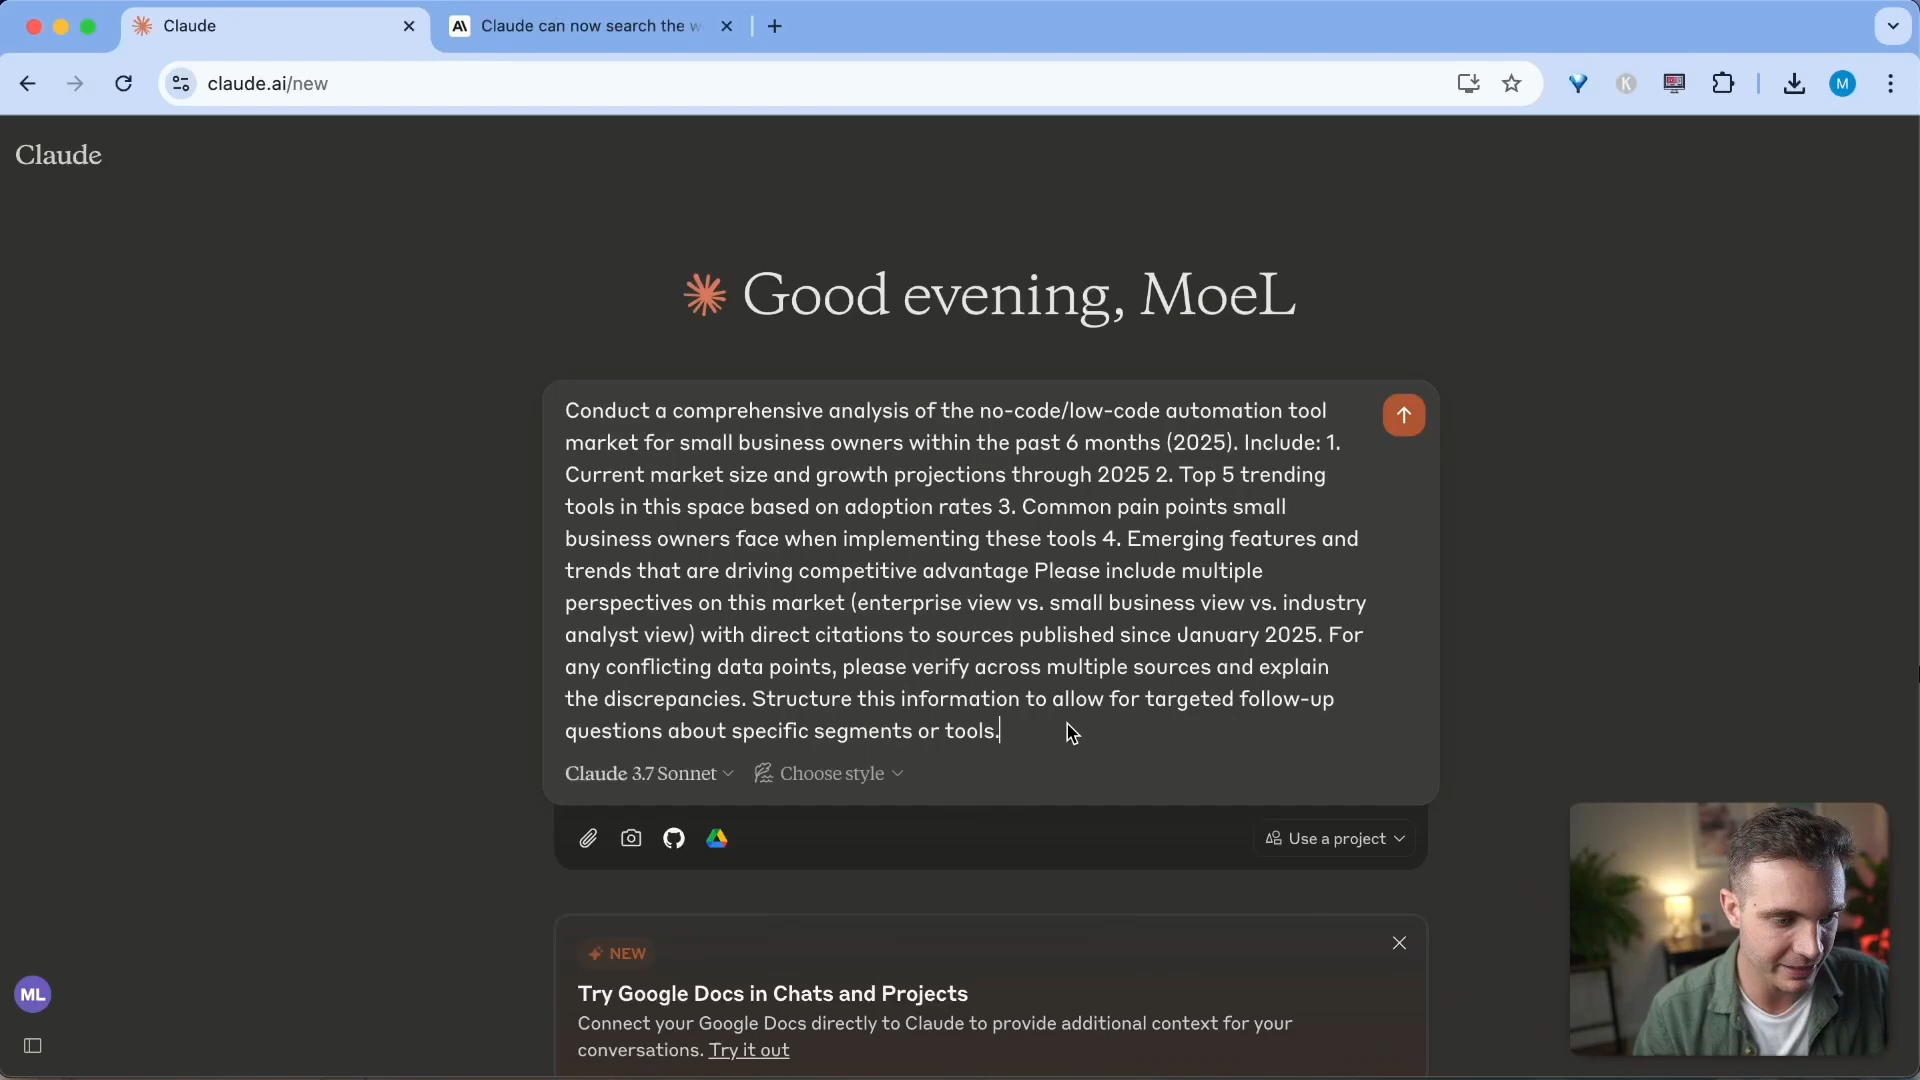 Claude
Claude can now search the w
claude.ai/new
K
M
Claude
Good evening, MoeL
Conduct a comprehensive analysis of the no-code/low-code automation tool
market for small business owners within the past 6 months (2025). Include: 1.
Current market size and growth projections through 2025 2. Top 5 trending
tools in this space based on adoption rates 3. Common pain points small
business owners face when implementing these tools 4. Emerging features and
trends that are driving competitive advantage Please include multiple
perspectives on this market (enterprise view vs. small business view vs. industry
analyst view) with direct citations to sources published since January 2025. For
any conflicting data points, please verify across multiple sources and explain
the discrepancies. Structure this information to allow for targeted follow-up
questions about specific segments or tools.
Claude 3.7 Sonnet
Choose style
Use a project
NEW
Try Google Docs in Chats and Projects
Connect your Google Docs directly to Claude to provide additional context for your
conversations. Try it out
ML